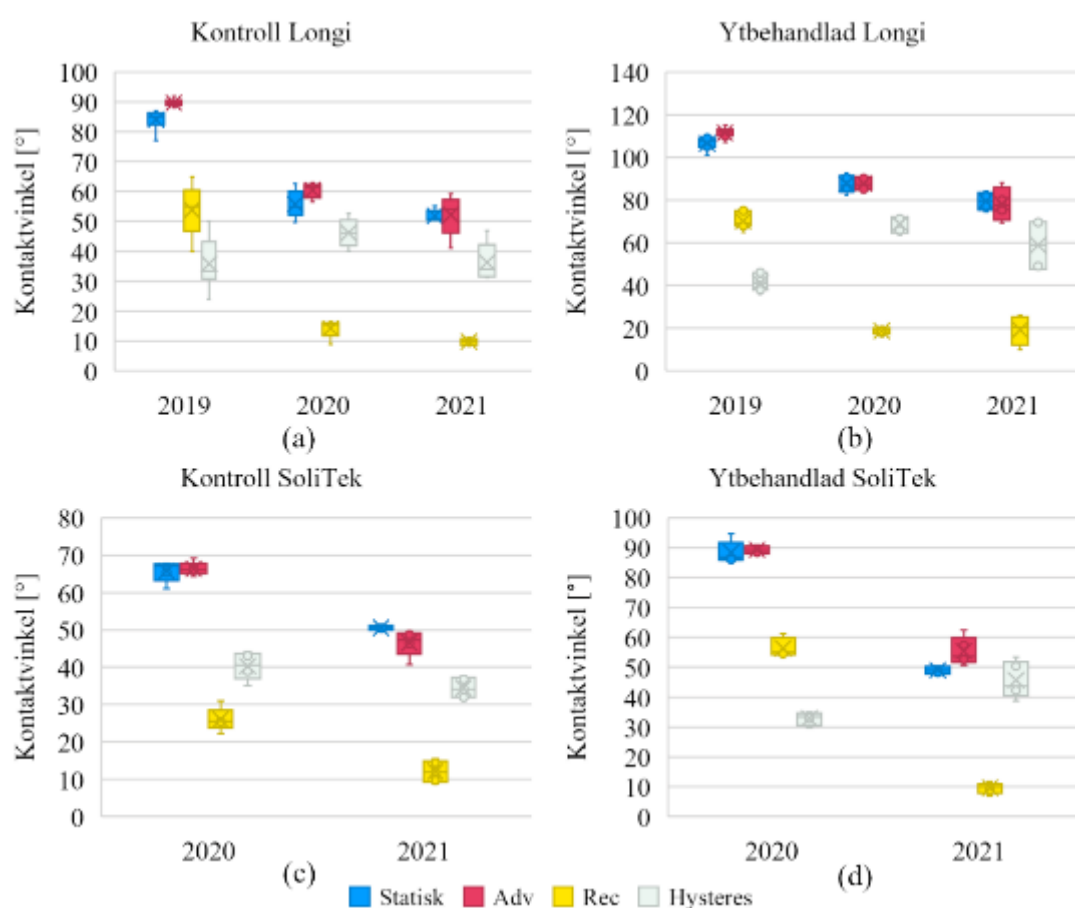 Kontroll Longi
Kontaktvinkel [°]
100
90
80
70
60
50
40
30
20
10
0
2019 2020 2021
(a)
Ytbehandlad Longi
Kontaktvinkel [°]
140
120
100
80
60
40
20
0
2019 2020 2021
(b)
Kontroll SoliTek
Kontaktvinkel [°]
80
70
60
50
40
30
20
10
0
2020 2021
(c)
Ytbehandlad SoliTek
Kontaktvinkel [°]
100
90
80
70
60
50
40
30
20
10
0
2020 2021
(d)
Statisk Adv Rec Hysteres